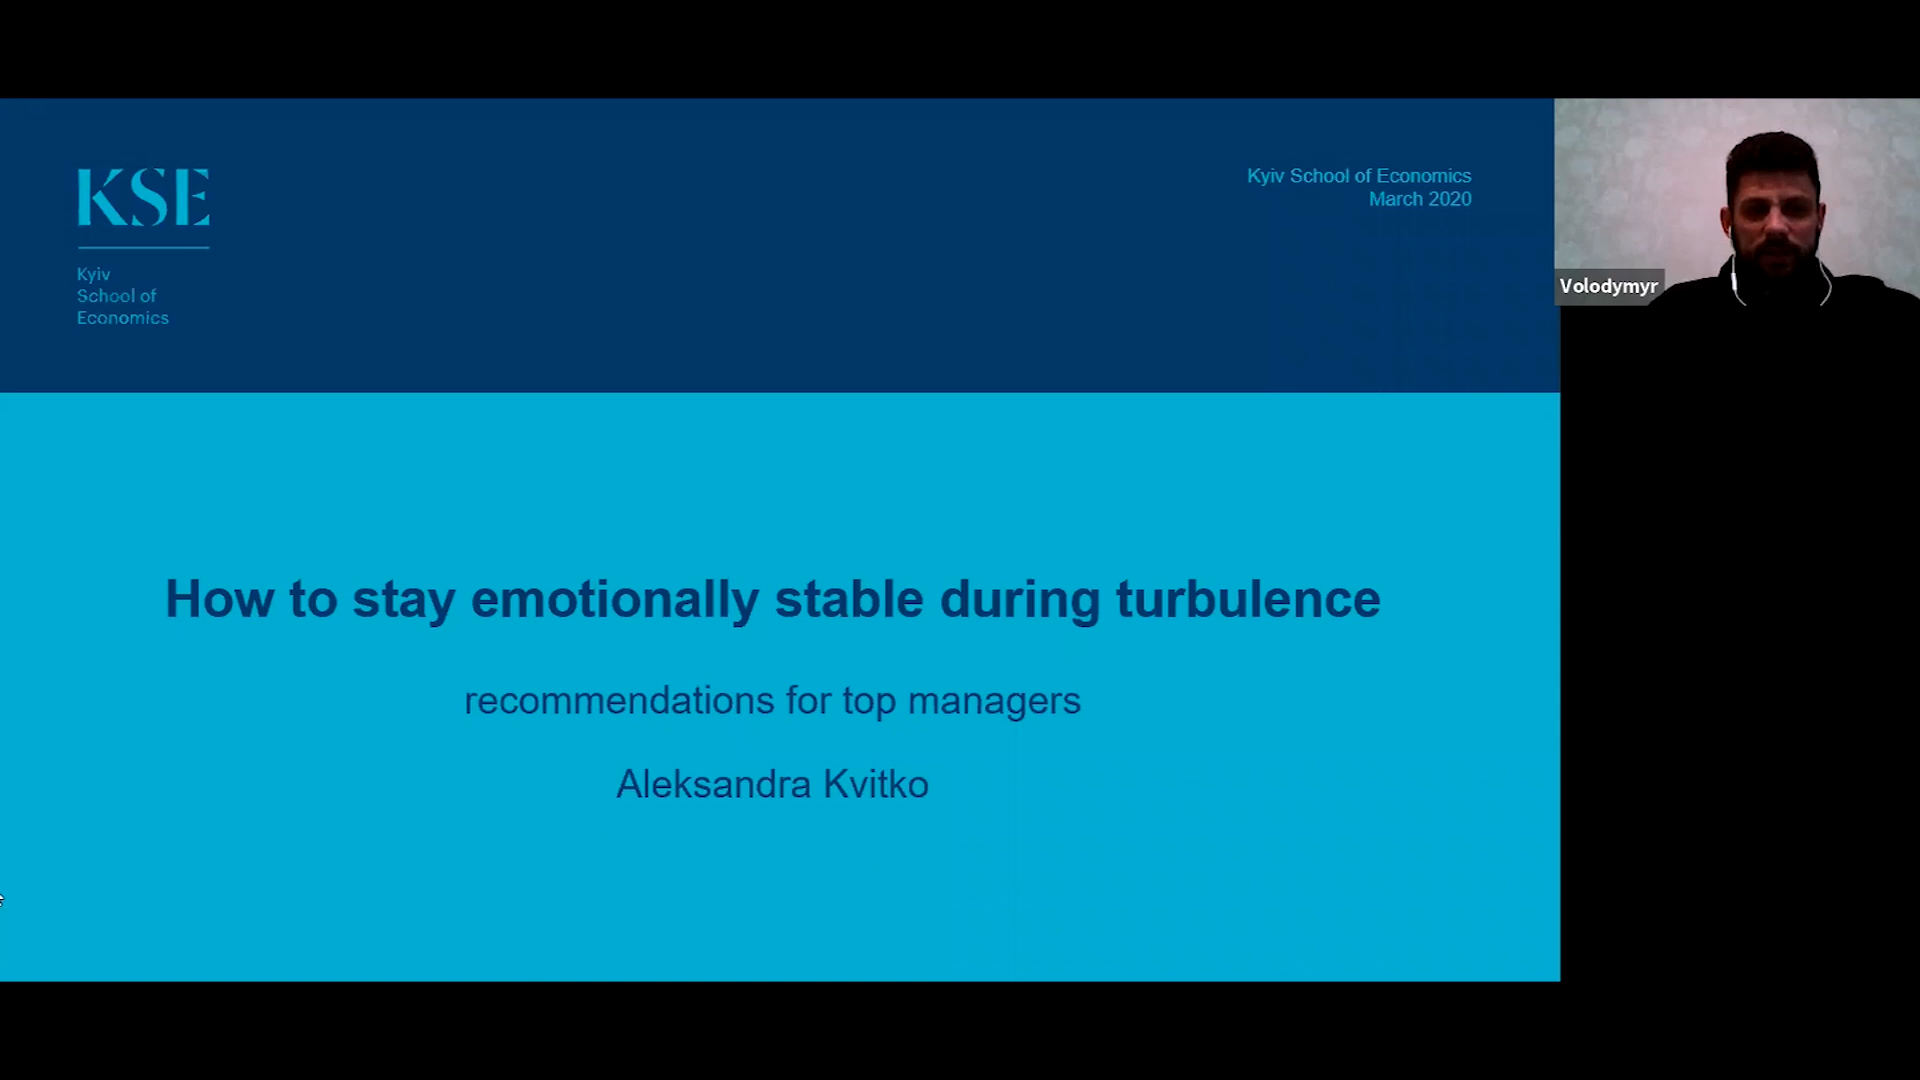 KSE
Kyiv
School of
Economics
Kyiv School of Economics
March 2020
Volodymyr
How to stay emotionally stable during turbulence
recommendations for top managers
Aleksandra Kvitko